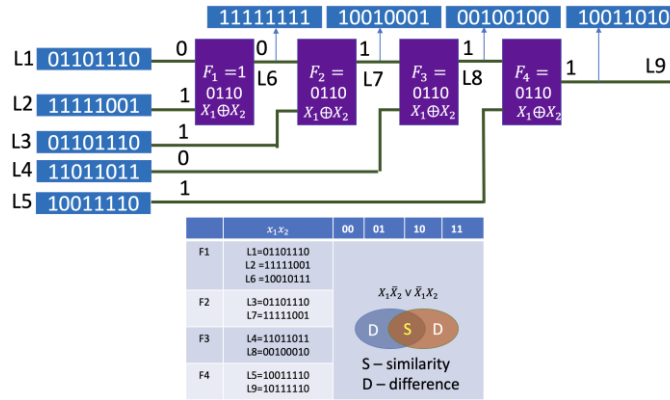 11111111 10010001 00100100 10011010
0 0 1 1
L1 01101110
F₁ =1
0110
X₁⊕X₂
L6
F₂ =
0110
X₁⊕X₂
L7
F₃ =
0110
X₁⊕X₂
L8
F₄ =
0110
X₁⊕X₂
1 L9
L2 11111001 1
L3 01101110 1
L4 11011011 0
L5 10011110 1
x₁x₂ 00 01 10 11
F1 L1=01101110
L2 =11111001
L6 =10010111
F2 L3=01101110
L7=11111001
F3 L4=11011011
L8=00100010
F4 L5=10011110
L9=10111110
X₁X̄₂ ∨ X̄₁X₂
D S D
S – similarity
D – difference